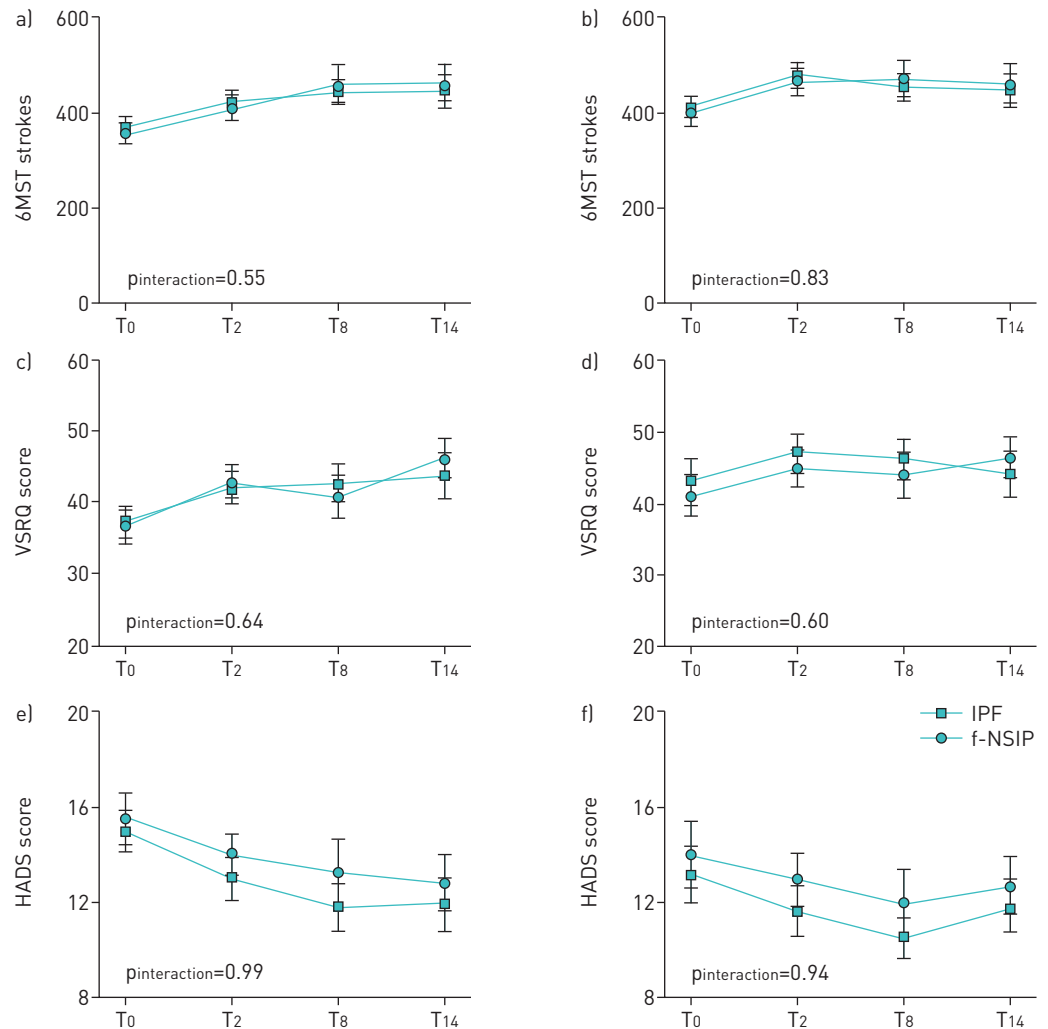 a)
600
400
200
0
6MST strokes
pinteraction=0.55
T0 T2 T8 T14
b)
600
400
200
0
6MST strokes
pinteraction=0.83
T0 T2 T8 T14
c)
60
50
40
30
20
VSRQ score
pinteraction=0.64
T0 T2 T8 T14
d)
60
50
40
30
20
VSRQ score
pinteraction=0.60
T0 T2 T8 T14
e)
20
16
12
8
HADS score
pinteraction=0.99
T0 T2 T8 T14
f)
20
16
12
8
HADS score
IPF
f-NSIP
pinteraction=0.94
T0 T2 T8 T14